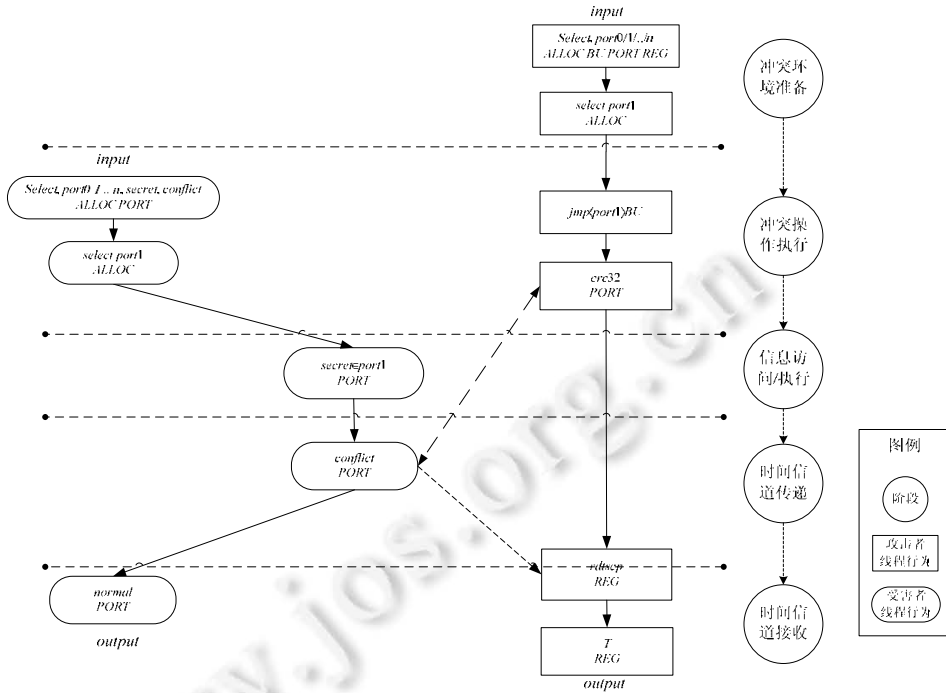 input
Select, port0/1/../n
ALLOC BU PORT REG
select port1
ALLOC
input
Select, port0 1 .. n, secret, conflict
ALLOC PORT
select port1
ALLOC
jmp(port1)BU
crc32
PORT
secret=port1
PORT
conflict
PORT
rdtscp
REG
normal
PORT
output
T
REG
output
冲突环
境准备
冲突操
作执行
信息访
问/执行
时间信
道传递
时间信
道接收
图例
阶段
攻击者
线程行为
受害者
线程行为
www.jos.org.cn